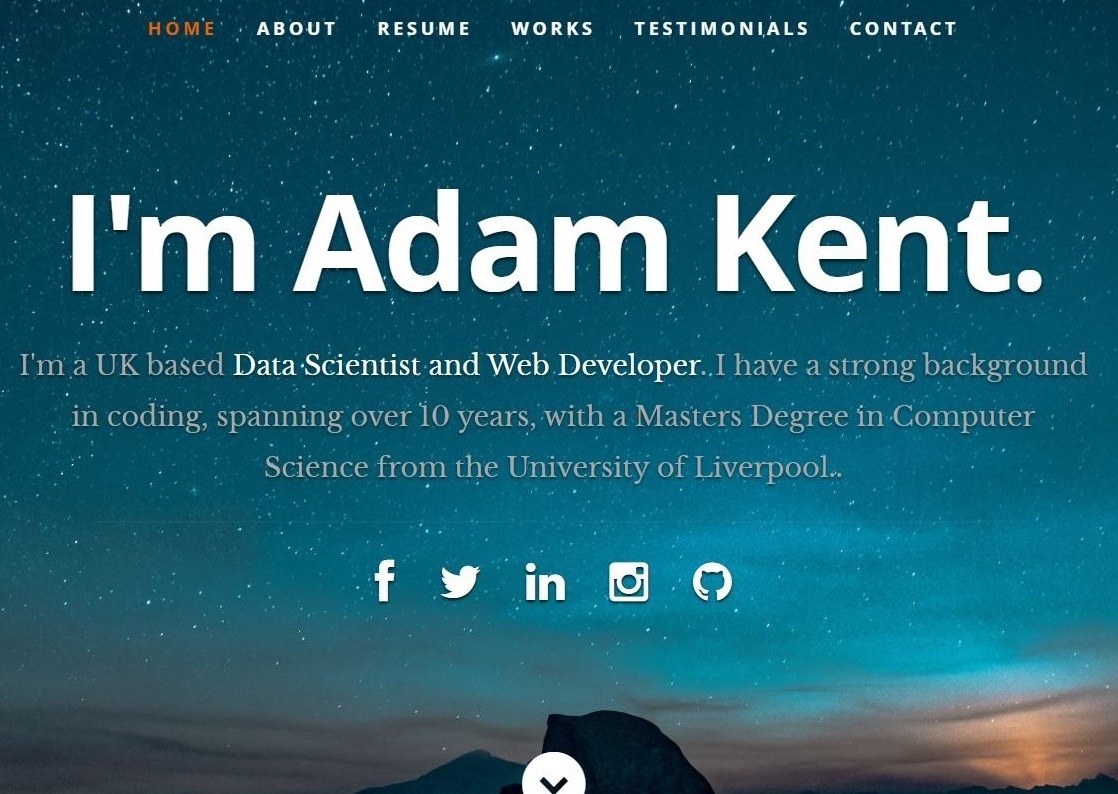 HOME ABOUT RESUME WORKS TESTIMONIALS CONTACT
I'm Adam Kent.
I'm a UK based Data Scientist and Web Developer. I have a strong background
in coding, spanning over 10 years, with a Masters Degree in Computer
Science from the University of Liverpool..